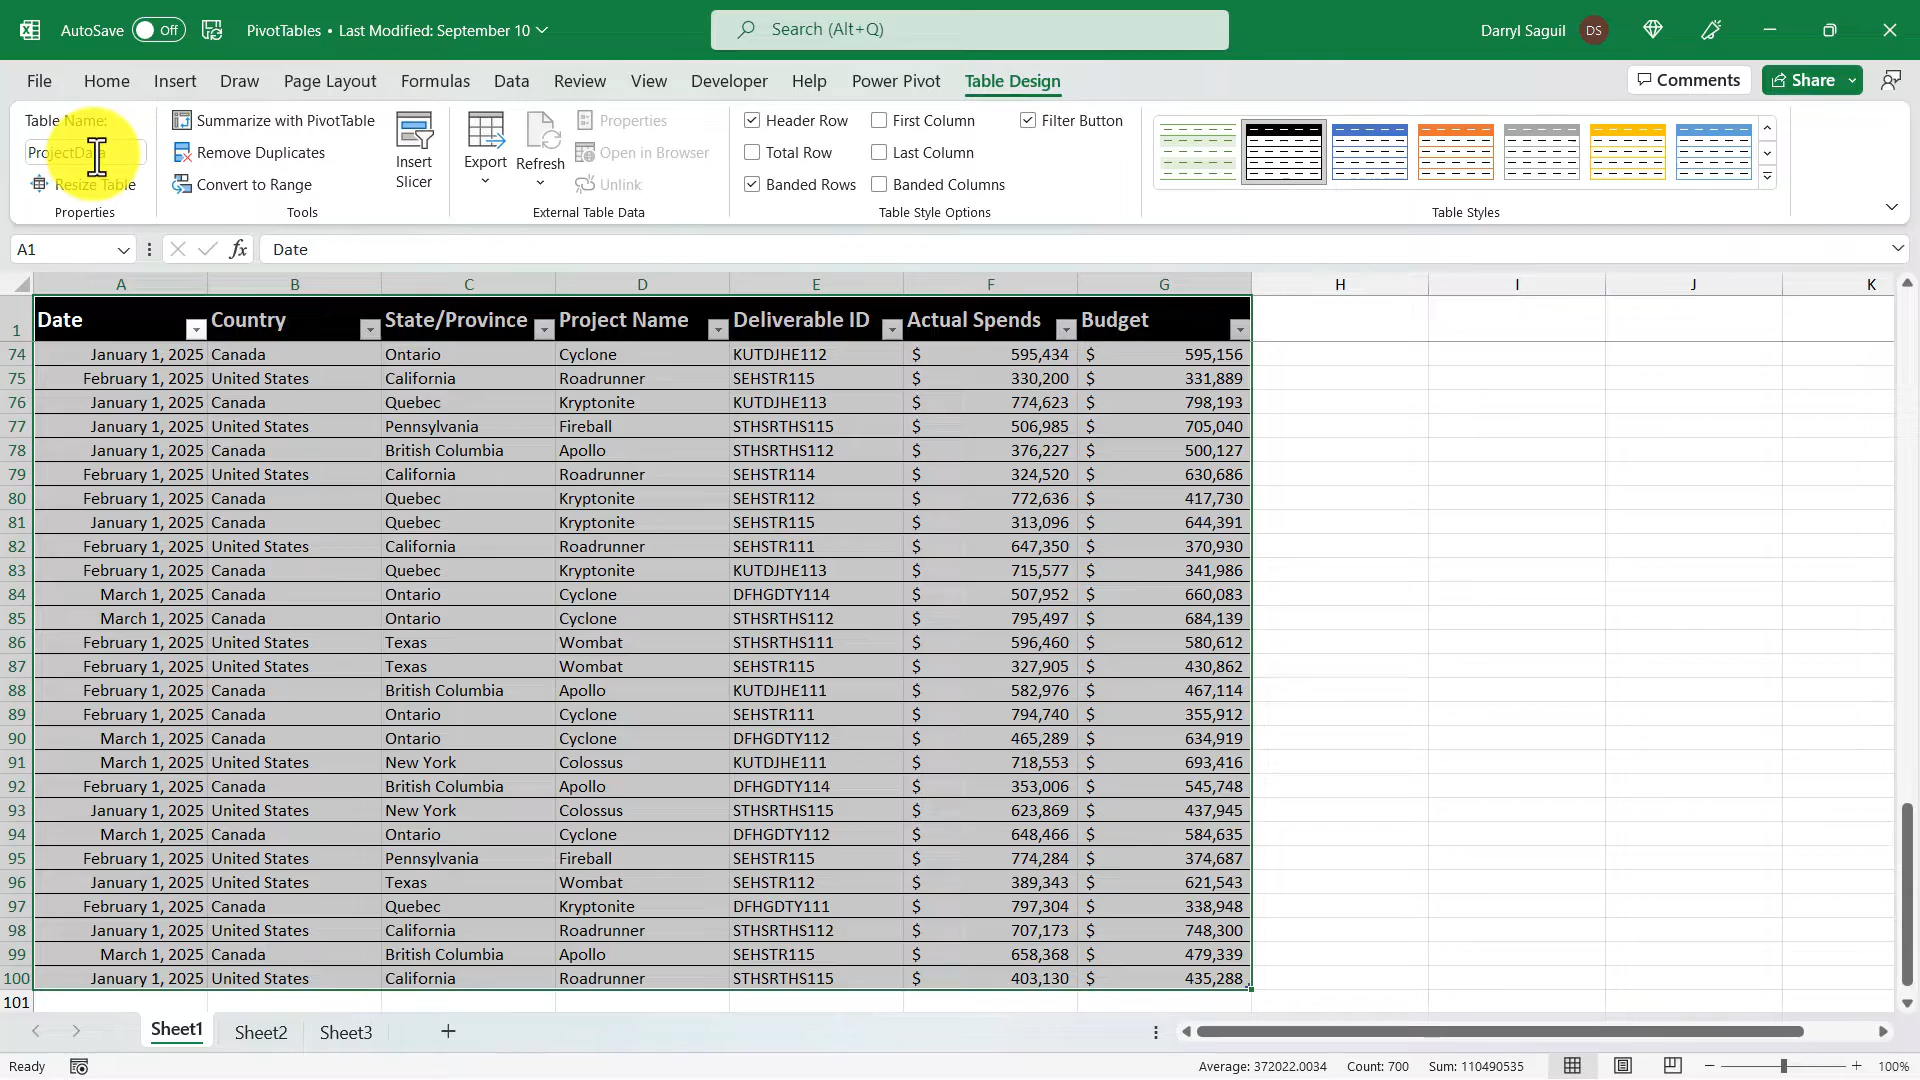 AutoSave Off PivotTables • Last Modified: September 10 Search (Alt+Q) Darryl Saguil DS
File Home Insert Draw Page Layout Formulas Data Review View Developer Help Power Pivot Table Design Comments Share
Table Name: Summarize with PivotTable Properties Header Row First Column Filter Button
ProjectData Remove Duplicates Insert Slicer Export Refresh Open in Browser Total Row Last Column
Resize Table Convert to Range Unlink Banded Rows Banded Columns
Properties Tools External Table Data Table Style Options Table Styles
A1 fx Date
A B C D E F G H I J K
1 Date Country State/Province Project Name Deliverable ID Actual Spends Budget
74 January 1, 2025 Canada Ontario Cyclone KUTDJHE112 $ 595,434 $ 595,156
75 February 1, 2025 United States California Roadrunner SEHSTR115 $ 330,200 $ 331,889
76 January 1, 2025 Canada Quebec Kryptonite KUTDJHE113 $ 774,623 $ 798,193
77 January 1, 2025 United States Pennsylvania Fireball STHSRTHS115 $ 506,985 $ 705,040
78 January 1, 2025 Canada British Columbia Apollo STHSRTHS112 $ 376,227 $ 500,127
79 February 1, 2025 United States California Roadrunner SEHSTR114 $ 324,520 $ 630,686
80 February 1, 2025 Canada Quebec Kryptonite SEHSTR112 $ 772,636 $ 417,730
81 January 1, 2025 Canada Quebec Kryptonite SEHSTR115 $ 313,096 $ 644,391
82 February 1, 2025 United States California Roadrunner SEHSTR111 $ 647,350 $ 370,930
83 February 1, 2025 Canada Quebec Kryptonite KUTDJHE113 $ 715,577 $ 341,986
84 March 1, 2025 Canada Ontario Cyclone DFHGDTY114 $ 507,952 $ 660,083
85 March 1, 2025 Canada Ontario Cyclone STHSRTHS112 $ 795,497 $ 684,139
86 February 1, 2025 United States Texas Wombat STHSRTHS111 $ 596,460 $ 580,612
87 February 1, 2025 United States Texas Wombat SEHSTR115 $ 327,905 $ 430,862
88 February 1, 2025 Canada British Columbia Apollo KUTDJHE111 $ 582,976 $ 467,114
89 February 1, 2025 Canada Ontario Cyclone SEHSTR111 $ 794,740 $ 355,912
90 March 1, 2025 Canada Ontario Cyclone DFHGDTY112 $ 465,289 $ 634,919
91 March 1, 2025 United States New York Colossus KUTDJHE111 $ 718,553 $ 693,416
92 February 1, 2025 Canada British Columbia Apollo DFHGDTY114 $ 353,006 $ 545,748
93 January 1, 2025 United States New York Colossus STHSRTHS115 $ 623,869 $ 437,945
94 March 1, 2025 Canada Ontario Cyclone DFHGDTY112 $ 648,466 $ 584,635
95 February 1, 2025 United States Pennsylvania Fireball SEHSTR115 $ 774,284 $ 374,687
96 January 1, 2025 United States Texas Wombat SEHSTR112 $ 389,343 $ 621,543
97 February 1, 2025 Canada Quebec Kryptonite DFHGDTY111 $ 797,304 $ 338,948
98 January 1, 2025 United States California Roadrunner STHSRTHS112 $ 707,173 $ 748,300
99 March 1, 2025 Canada British Columbia Apollo SEHSTR115 $ 658,368 $ 479,339
100 January 1, 2025 United States California Roadrunner STHSRTHS115 $ 403,130 $ 435,288
101
Sheet1 Sheet2 Sheet3
Ready Average: 372022.0034 Count: 700 Sum: 110490535 100%